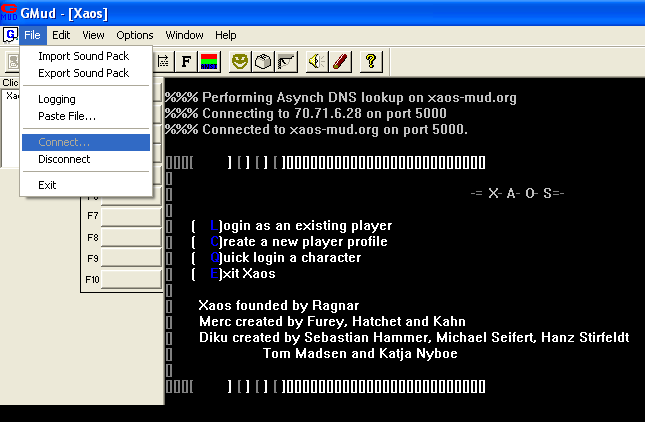 GMud - [Xaos]
File Edit View Options Window Help
Import Sound Pack
Export Sound Pack
Logging
Paste File...
Connect...
Disconnect
Exit
F
?
Clic
Xa
F7
F8
F9
F10
%%% Performing Asynch DNS lookup on xaos-mud.org
%%% Connecting to 70.71.6.28 on port 5000
%%% Connected to xaos-mud.org on port 5000.
-= X- A- O- S=-
( L)ogin as an existing player
( C)reate a new player profile
( Q)uick login a character
( E)xit Xaos
Xaos founded by Ragnar
Merc created by Furey, Hatchet and Kahn
Diku created by Sebastian Hammer, Michael Seifert, Hanz Stirfeldt
Tom Madsen and Katja Nyboe